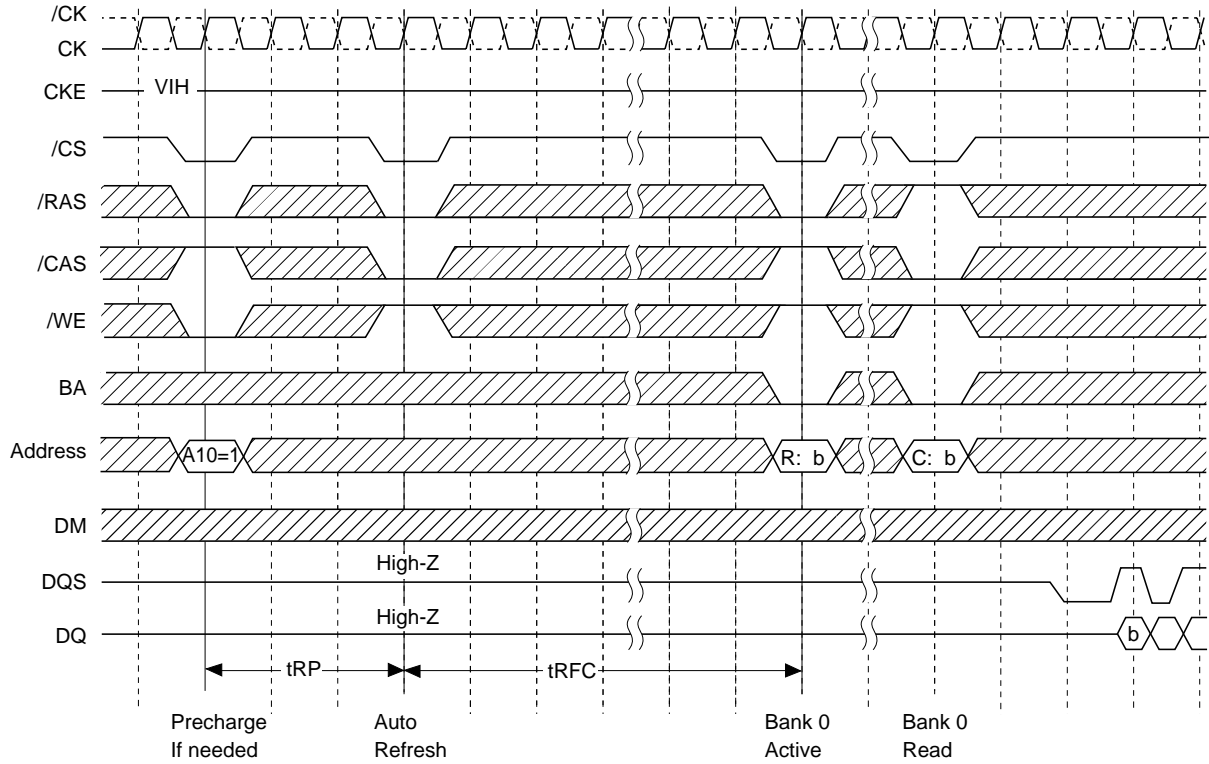 /CK
CK
CKE VIH
/CS
/RAS
/CAS
/WE
BA
Address A10=1 R: b C: b
DM
High-Z
DQS
High-Z
DQ b
tRP tRFC
Precharge Auto Bank 0 Bank 0
If needed Refresh Active Read